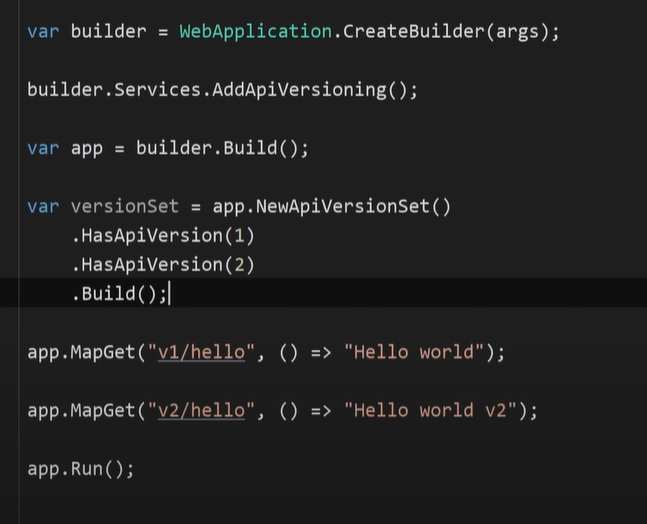 var builder = WebApplication.CreateBuilder(args);
builder.Services.AddApiVersioning();
var app = builder.Build();
var versionSet = app.NewApiVersionSet()
.HasApiVersion(1)
.HasApiVersion(2)
.Build();
app.MapGet("v1/hello", () => "Hello world");
app.MapGet("v2/hello", () => "Hello world v2");
app.Run();